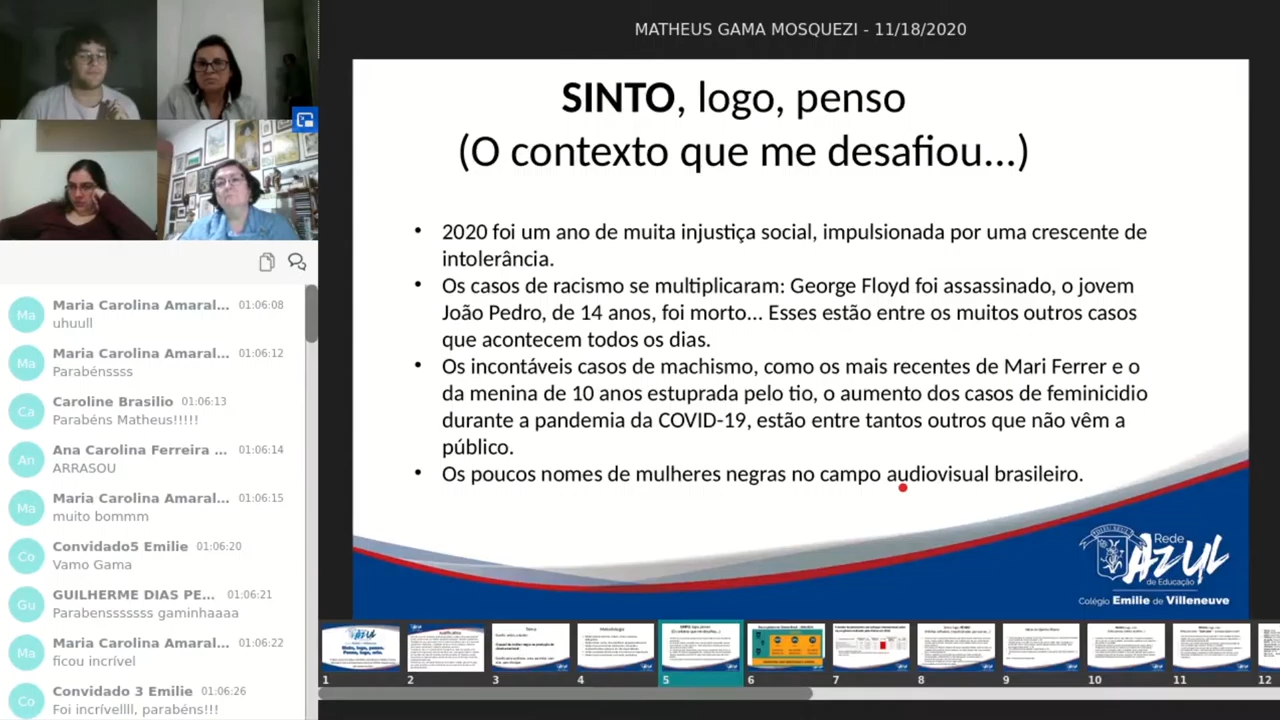 MATHEUS GAMA MOSQUEZI - 11/18/2020
SINTO, logo, penso
(O contexto que me desafiou...)
• 2020 foi um ano de muita injustiça social, impulsionada por uma crescente de
intolerância.
• Os casos de racismo se multiplicaram: George Floyd foi assassinado, o jovem
João Pedro, de 14 anos, foi morto... Esses estão entre os muitos outros casos
que acontecem todos os dias.
• Os incontáveis casos de machismo, como os mais recentes de Mari Ferrer e o
da menina de 10 anos estuprada pelo tio, o aumento dos casos de feminicidio
durante a pandemia da COVID-19, estão entre tantos outros que não vêm a
público.
• Os poucos nomes de mulheres negras no campo audiovisual brasileiro.
Rede
AZUL
de Educação
Colégio Emilie de Villeneuve
Ma
Maria Carolina Amaral... 01:06:08
uhuull
Ma
Maria Carolina Amaral... 01:06:12
Parabénssss
Ca
Caroline Brasilio 01:06:13
Parabéns Matheus!!!!!
An
Ana Carolina Ferreira ... 01:06:14
ARRASOU
Ma
Maria Carolina Amaral... 01:06:15
muito bommm
Co
Convidado5 Emilie 01:06:20
Vamo Gama
Gu
GUILHERME DIAS PE... 01:06:21
Parabensssssss gaminhaaaa
Ma
Maria Carolina Amaral... 01:06:22
ficou incrível
Co
Convidado 3 Emilie 01:06:26
Foi incrívellll, parabéns!!!
1 2 3 4 5 6 7 8 9 10 11 12